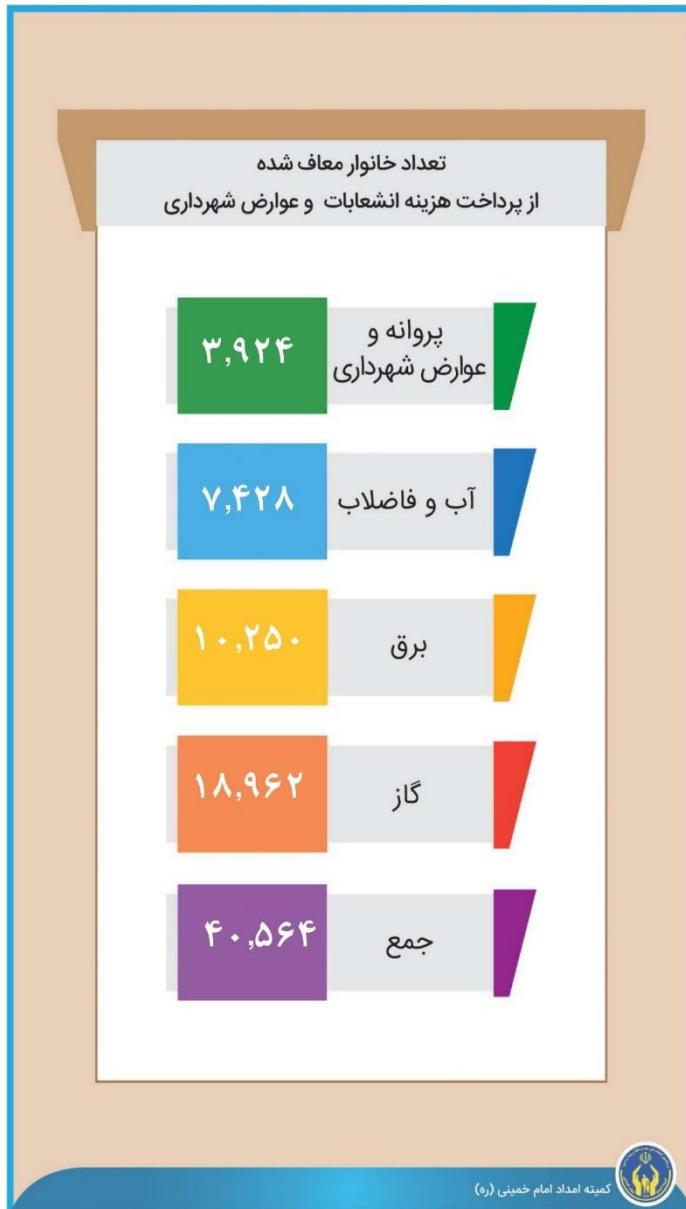 تعداد خانوار معاف شده
از پرداخت هزینه انشعابات و عوارض شهرداری
پروانه و
عوارض شهرداری
۳,۹۲۴
آب و فاضلاب
۷,۴۲۸
برق
۱۰,۲۵۰
گاز
۱۸,۹۶۲
جمع
۴۰,۵۶۴
کمیته امداد امام خمینی (ره)